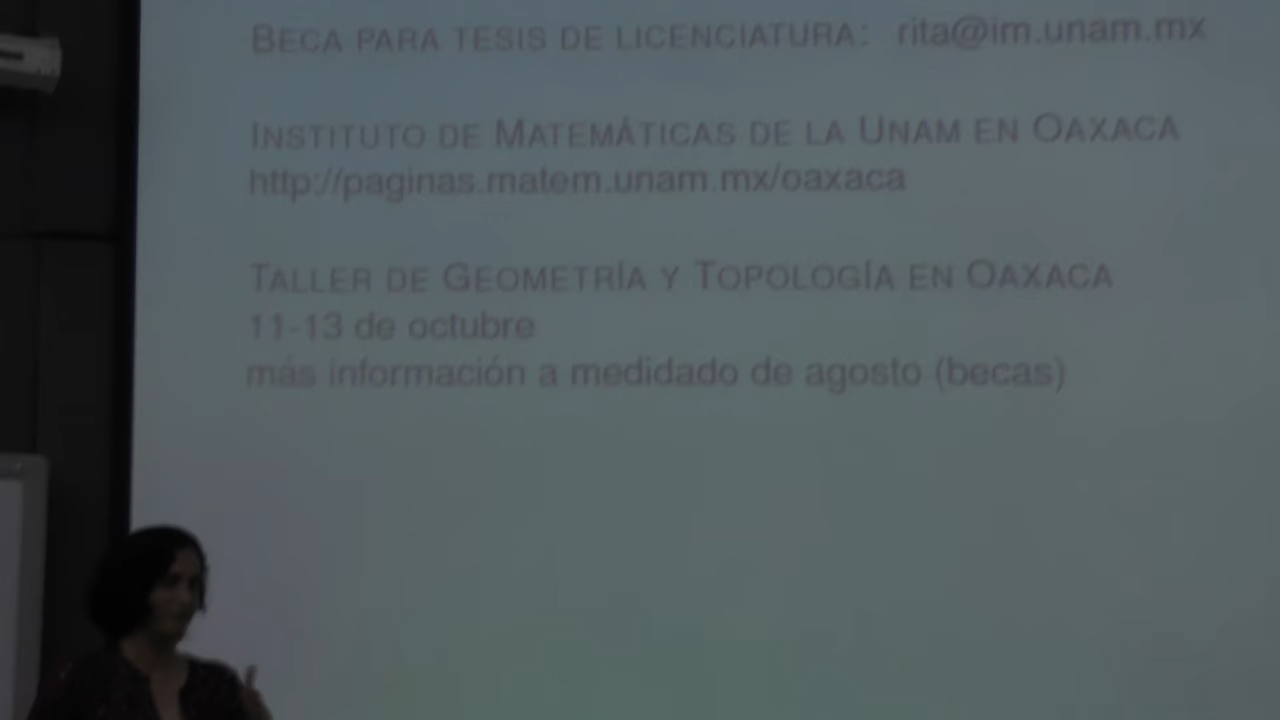 BECA PARA TESIS DE LICENCIATURA: rita@im.unam.mx
INSTITUTO DE MATEMÁTICAS DE LA UNAM EN OAXACA
http://paginas.matem.unam.mx/oaxaca
TALLER DE GEOMETRÍA Y TOPOLOGÍA EN OAXACA
11-13 de octubre
más información a medidado de agosto (becas)